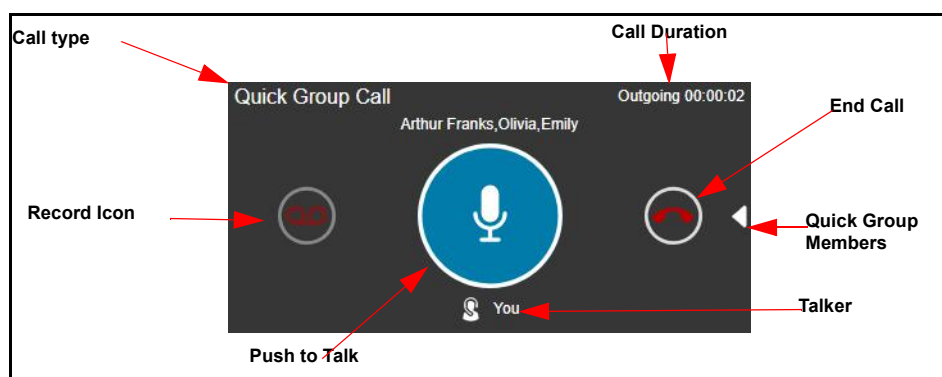 Call type
Call Duration
Quick Group Call
Outgoing 00:00:02
End Call
Arthur Franks,Olivia,Emily
Record Icon
Quick Group
Members
You
Talker
Push to Talk